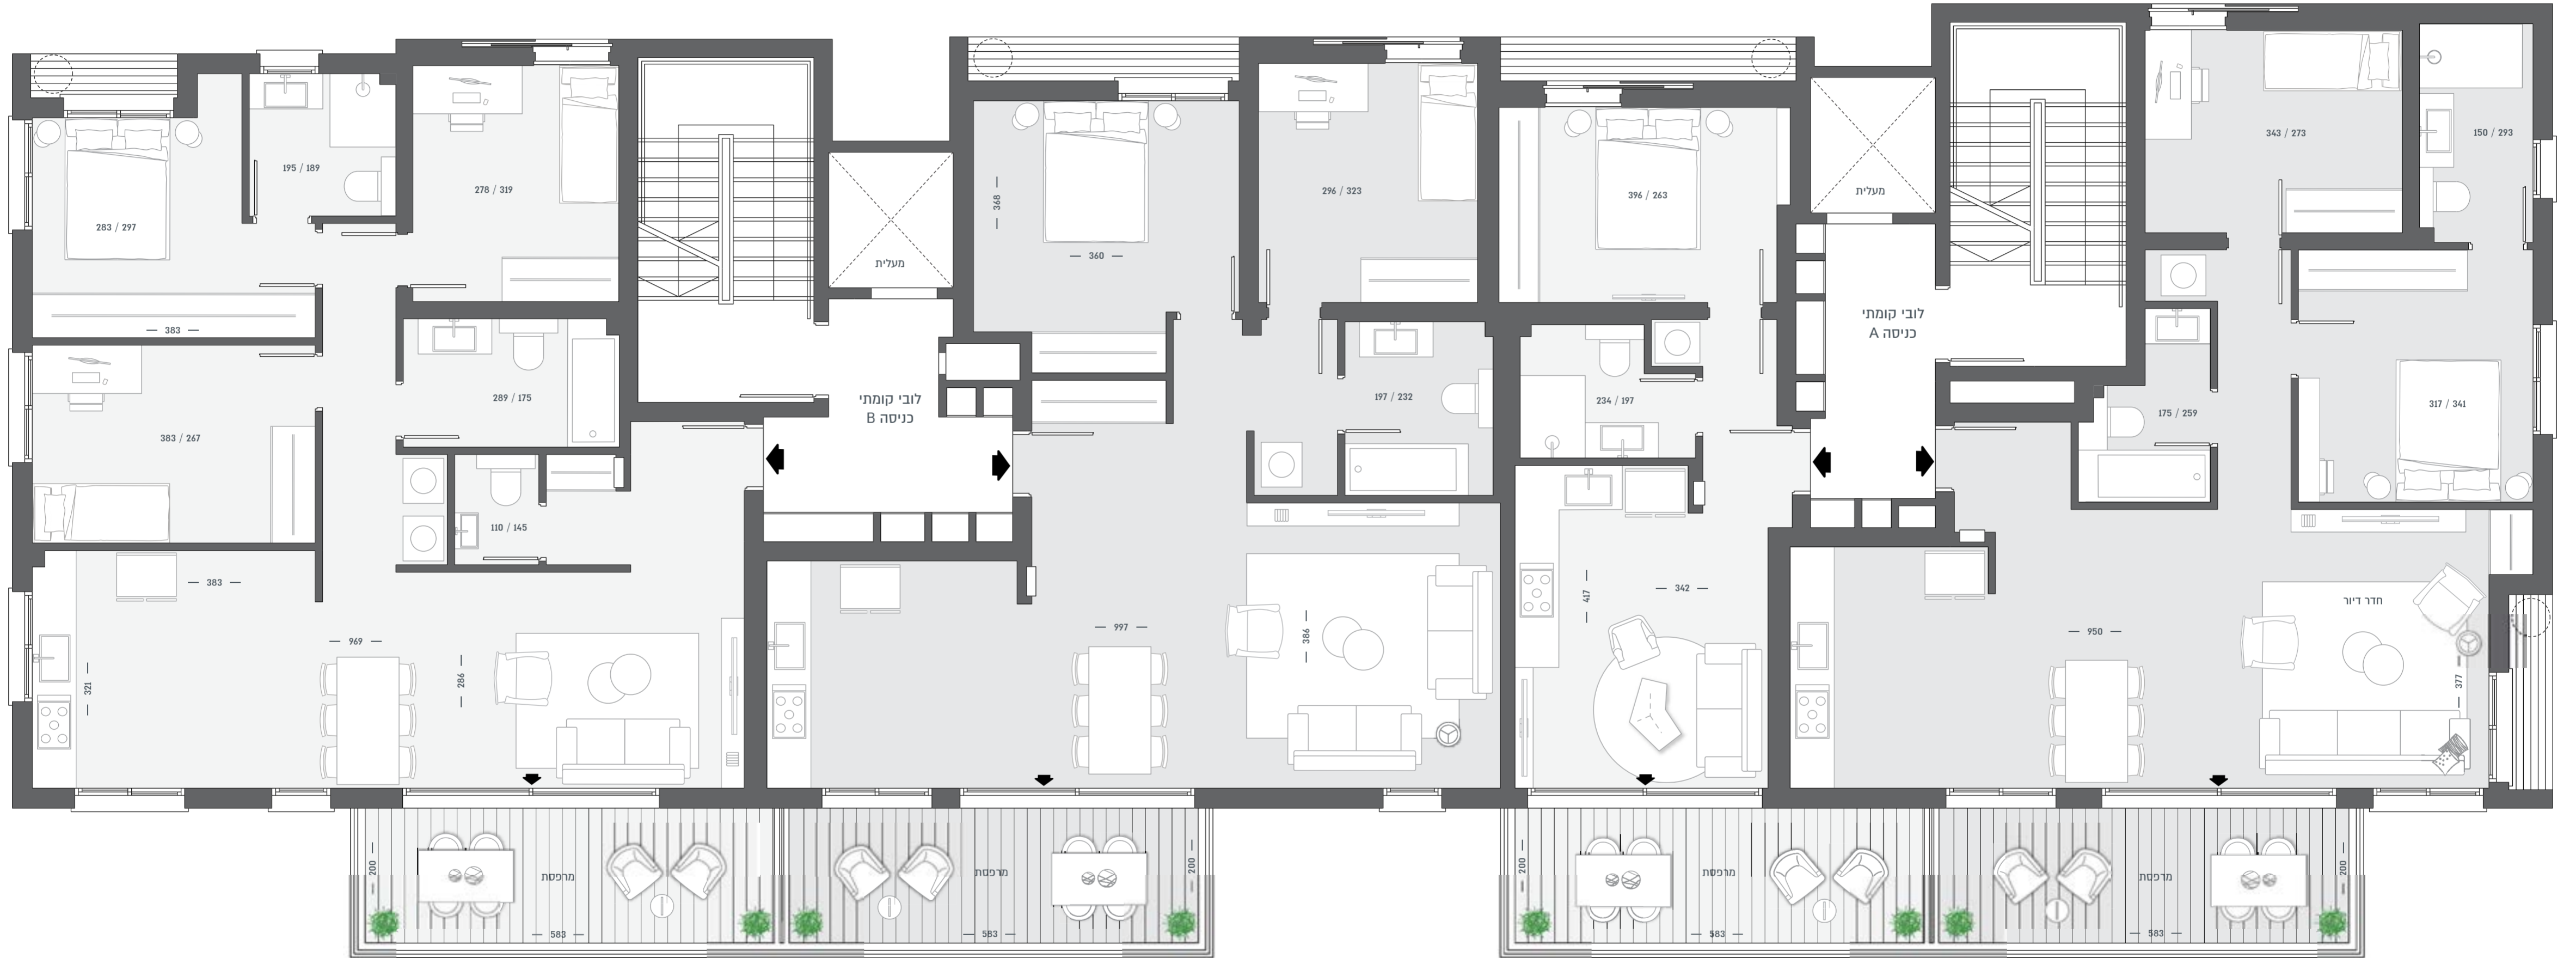 283 / 297
195 / 189
278 / 319
383
383 / 267
289 / 175
110 / 145
383
969
321
286
מעלית
לובי קומתי
כניסה B
368
360
296 / 323
197 / 232
997
386
396 / 263
234 / 197
417
342
מעלית
לובי קומתי
כניסה A
343 / 273
150 / 293
175 / 259
317 / 341
חדר דיור
950
377
200
מרפסת
583
מרפסת
200
583
200
מרפסת
583
מרפסת
200
583